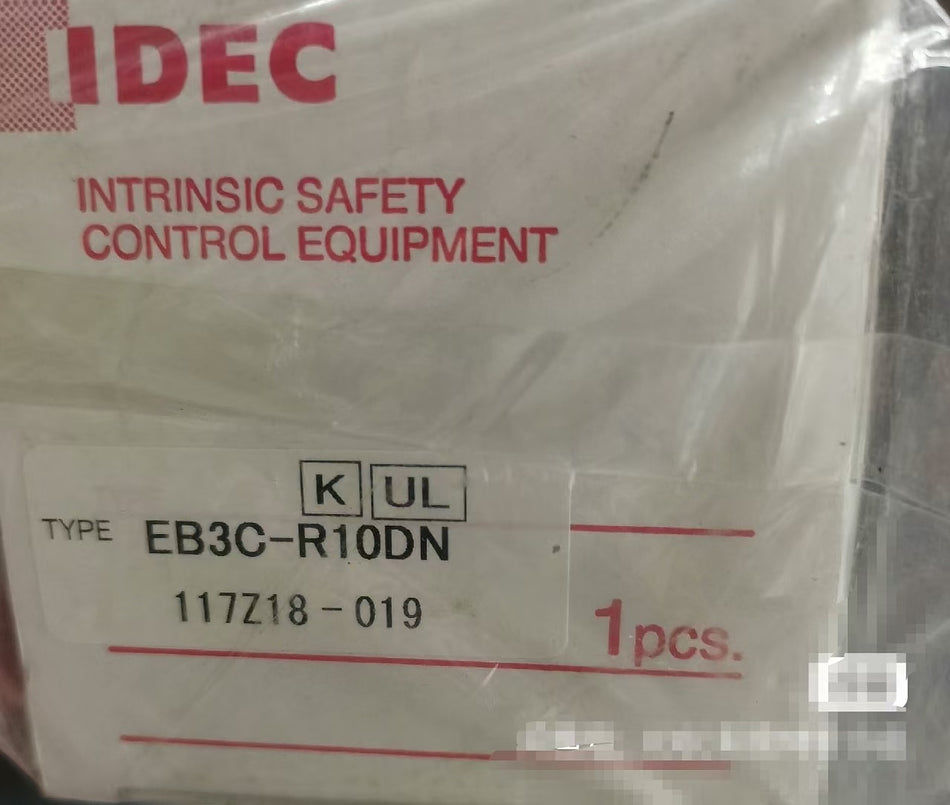 IDEC
INTRINSIC SAFETY
CONTROL EQUIPMENT
K UL
TYPE EB3C-R10DN
117Z18-019
1pcs.